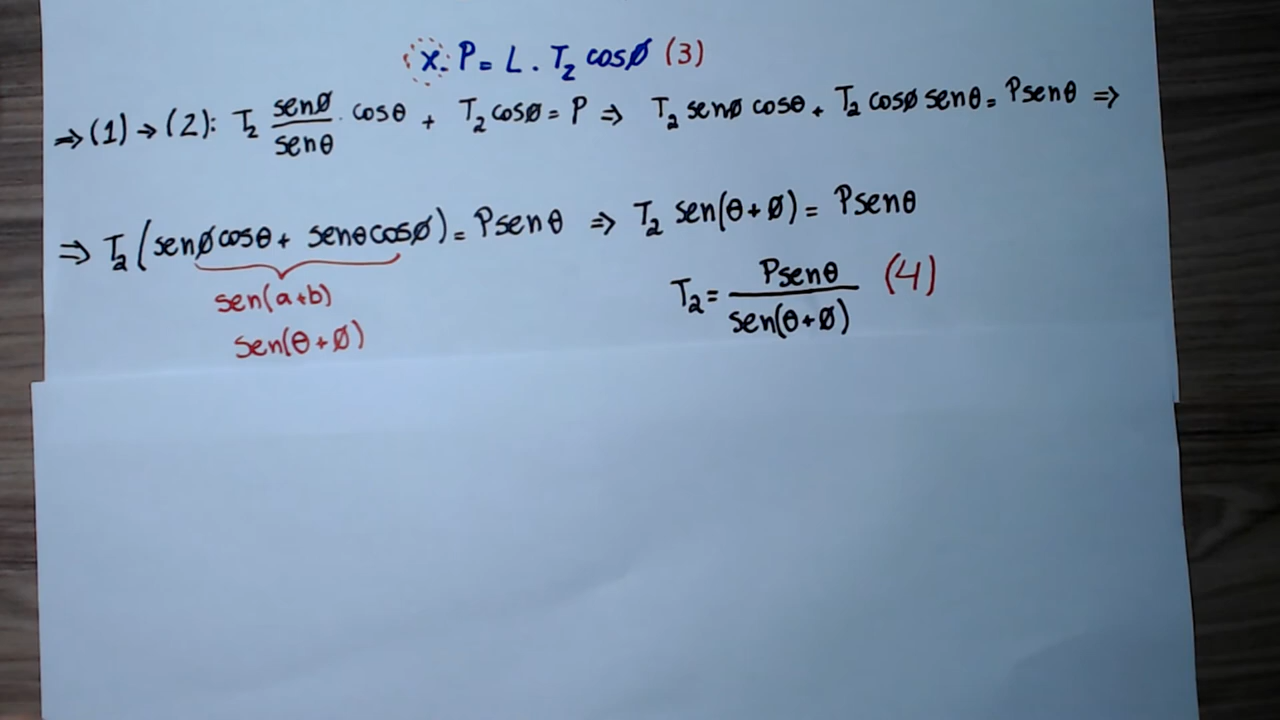 x. P = L . T₂ cosø (3)
⇒ (1) → (2): T₂ senø/senθ . cosθ + T₂ cosø = P ⇒ T₂ senø cosθ + T₂ cosø senθ = P senθ ⇒
⇒ T₂ (senø cosθ + senθ cosø) = P senθ ⇒ T₂ sen(θ+ø) = P senθ
sen(a+b)
sen(θ+ø)
T₂ = P senθ / sen(θ+ø) (4)